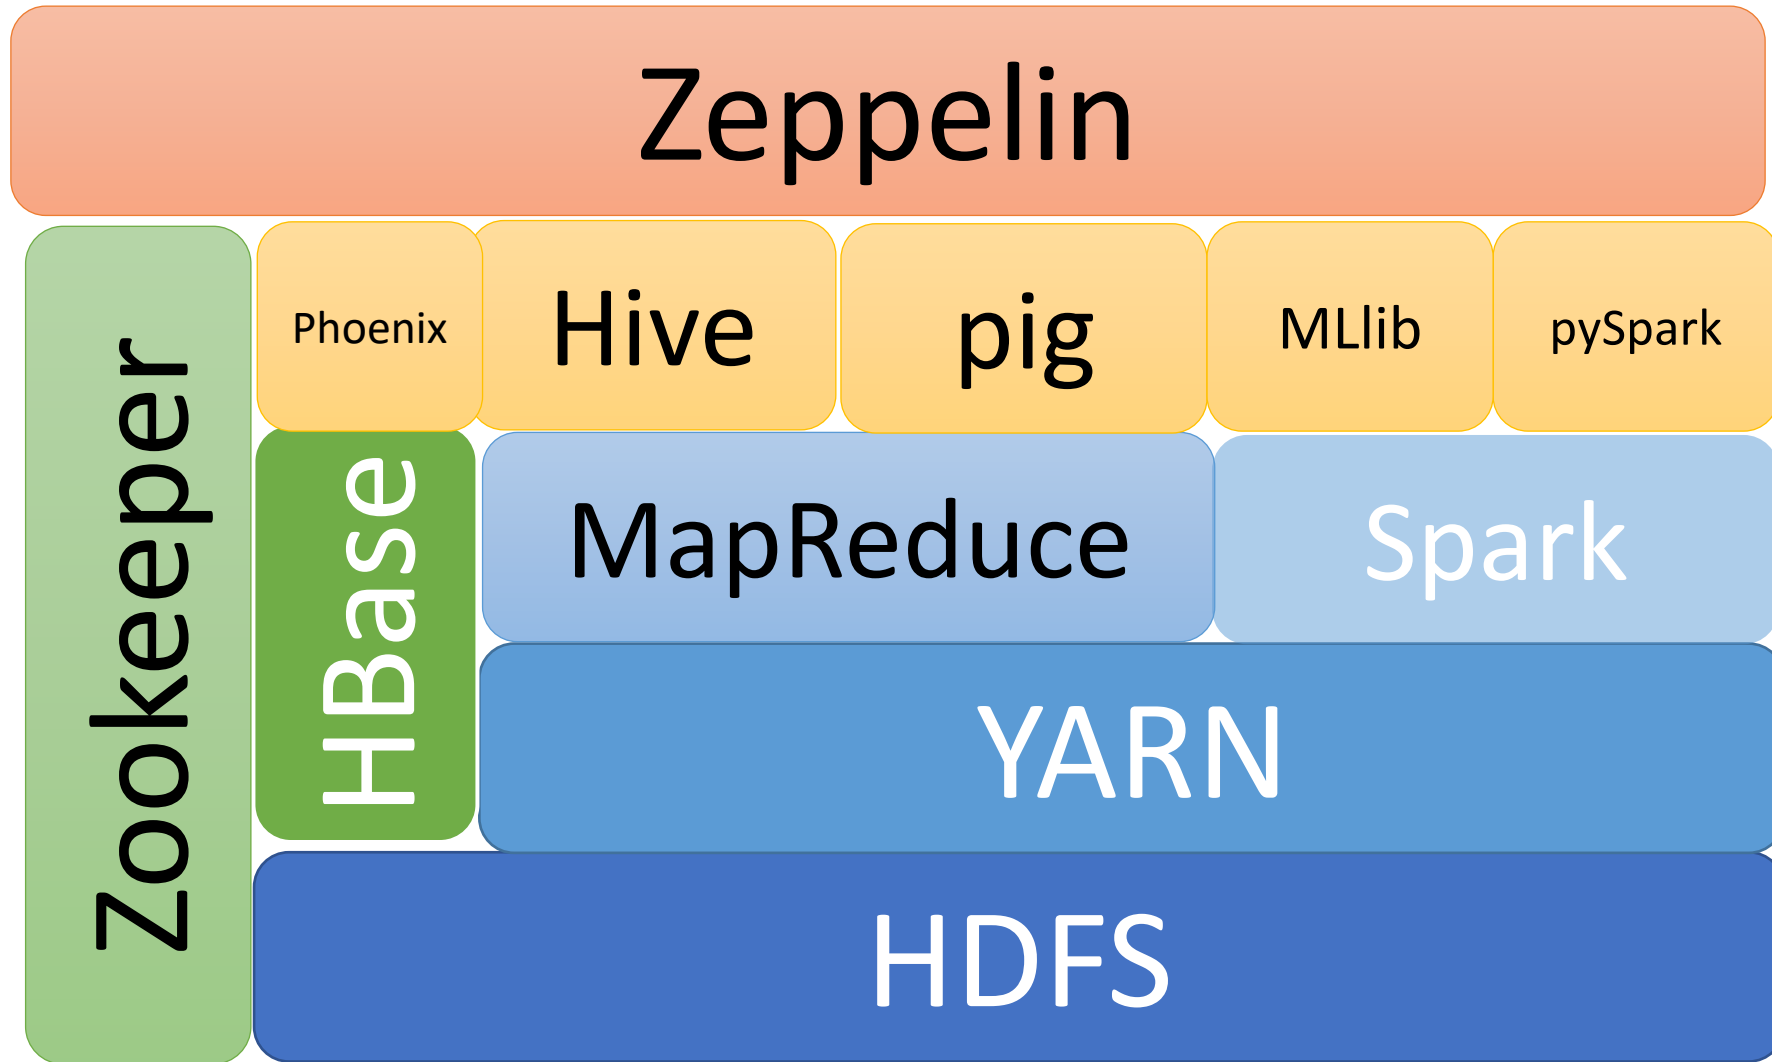 Zeppelin
Zookeeper
Phoenix
Hive
pig
MLlib
pySpark
HBase
MapReduce
Spark
YARN
HDFS